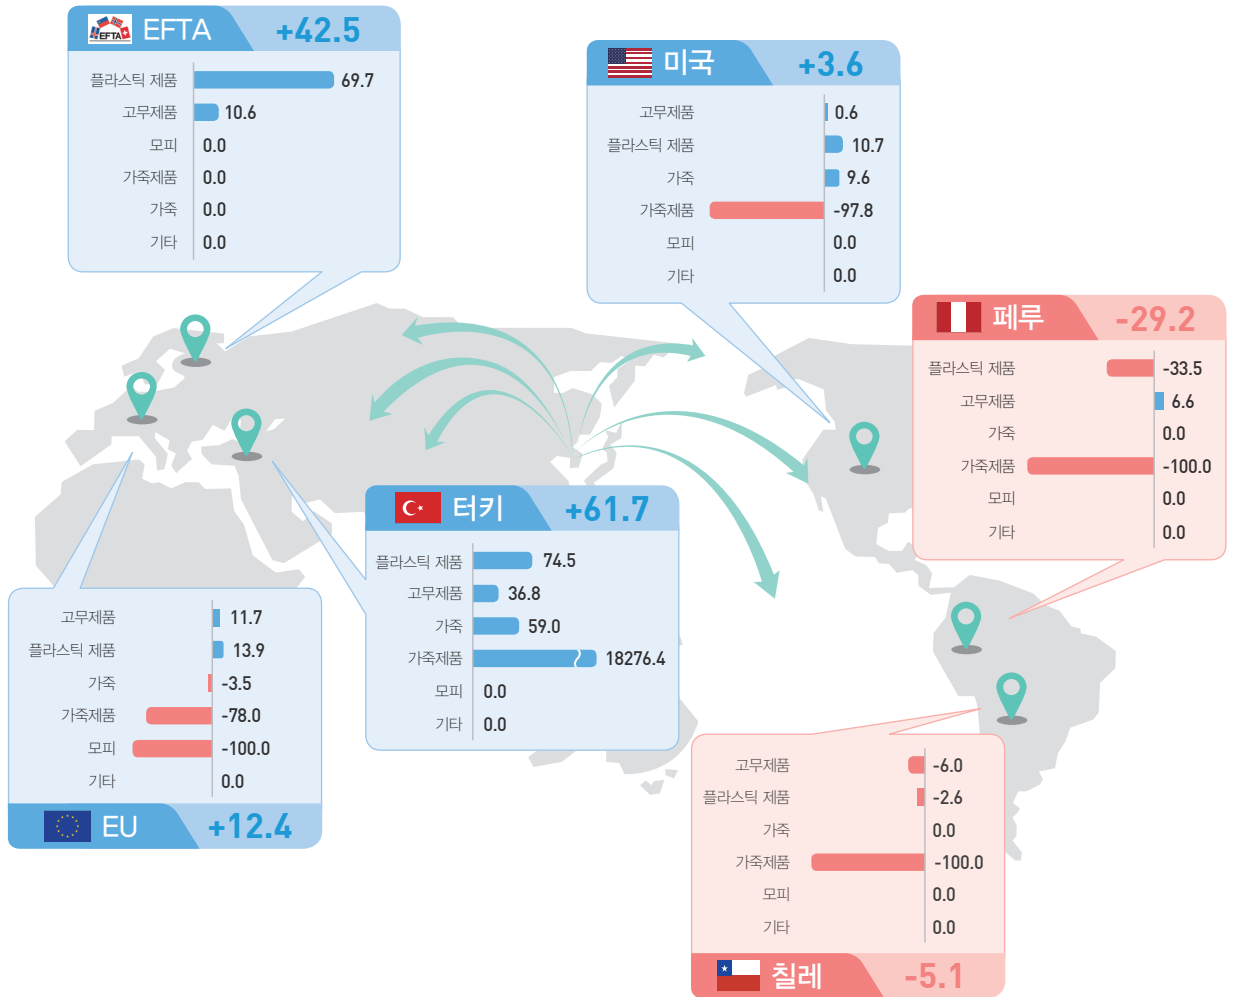 EFTA EFTA +42.5
플라스틱 제품 69.7
고무제품 10.6
모피 0.0
가죽제품 0.0
가죽 0.0
기타 0.0
미국 +3.6
고무제품 0.6
플라스틱 제품 10.7
가죽 9.6
가죽제품 -97.8
모피 0.0
기타 0.0
페루 -29.2
플라스틱 제품 -33.5
고무제품 6.6
가죽 0.0
가죽제품 -100.0
모피 0.0
기타 0.0
터키 +61.7
플라스틱 제품 74.5
고무제품 36.8
가죽 59.0
가죽제품 18276.4
모피 0.0
기타 0.0
고무제품 11.7
플라스틱 제품 13.9
가죽 -3.5
가죽제품 -78.0
모피 -100.0
기타 0.0
EU +12.4
고무제품 -6.0
플라스틱 제품 -2.6
가죽 0.0
가죽제품 -100.0
모피 0.0
기타 0.0
칠레 -5.1